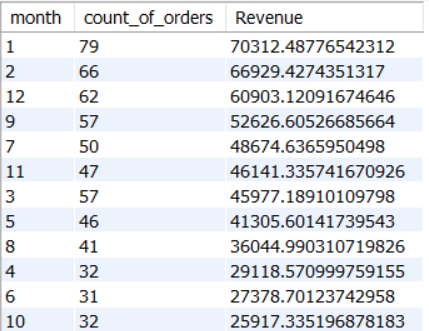 month count_of_orders Revenue
1 79 70312.48776542312
2 66 66929.4274351317
12 62 60903.12091674646
9 57 52626.60526685664
7 50 48674.6365950498
11 47 46141.335741670926
3 57 45977.18910109798
5 46 41305.60141739543
8 41 36044.990310719826
4 32 29118.570999759155
6 31 27378.70123742958
10 32 25917.335196878183